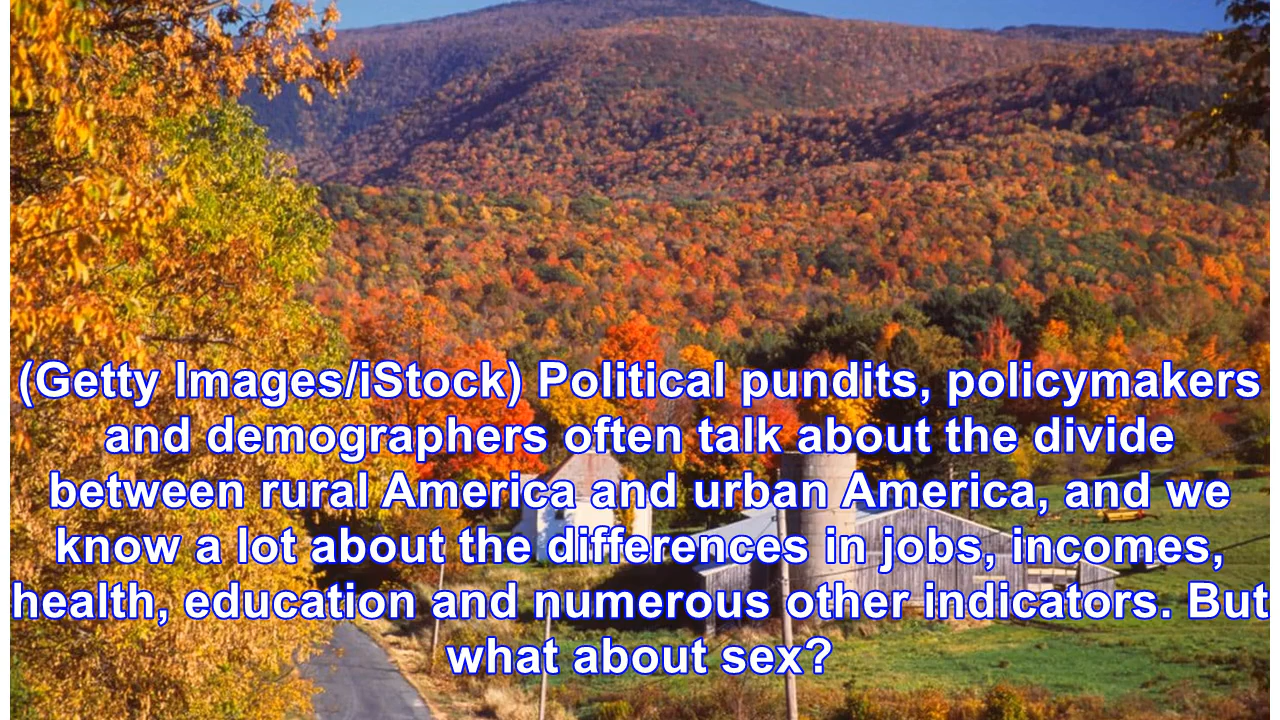 (Getty Images/iStock) Political pundits, policymakers
and demographers often talk about the divide
between rural America and urban America, and we
know a lot about the differences in jobs, incomes,
health, education and numerous other indicators. But
what about sex?